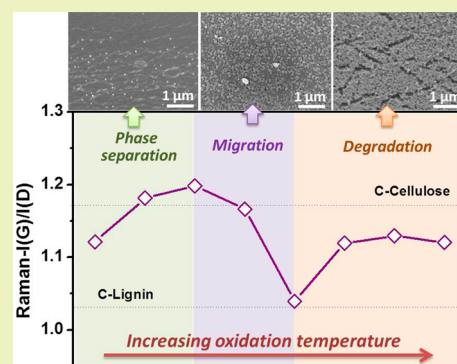 1 μm
1 μm
1 μm
Phase
separation
Migration
Degradation
1.3
1.2
1.1
1.0
Raman-I(G)/I(D)
C-Cellulose
C-Lignin
Increasing oxidation temperature